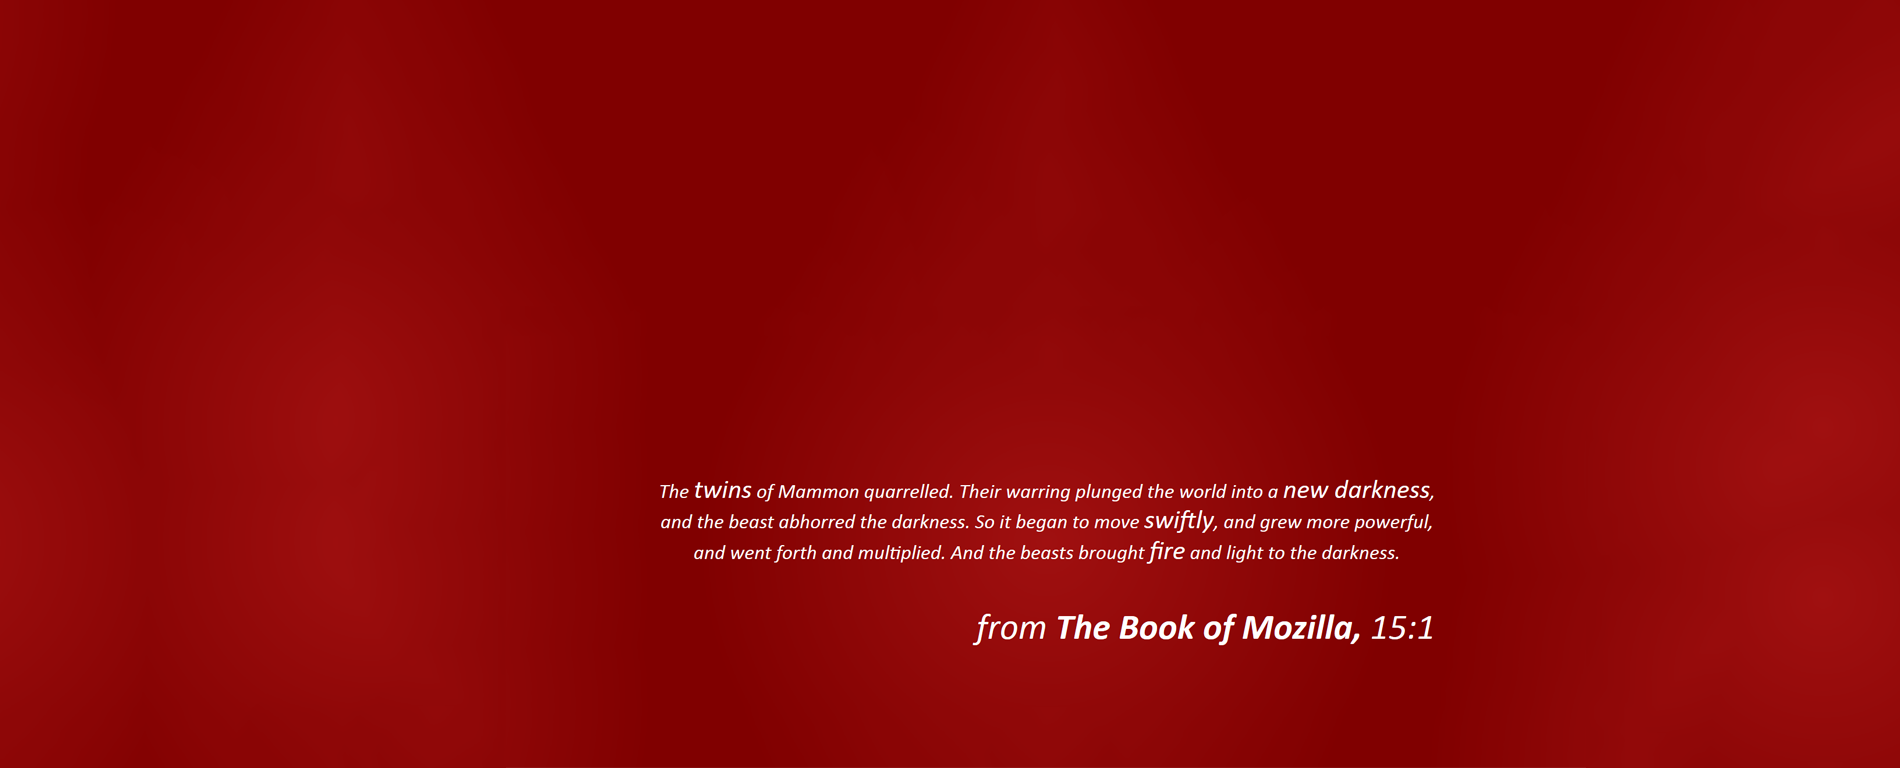 The twins of Mammon quarrelled. Their warring plunged the world into a new darkness,
and the beast abhorred the darkness. So it began to move swiftly, and grew more powerful,
and went forth and multiplied. And the beasts brought fire and light to the darkness.
from The Book of Mozilla, 15:1